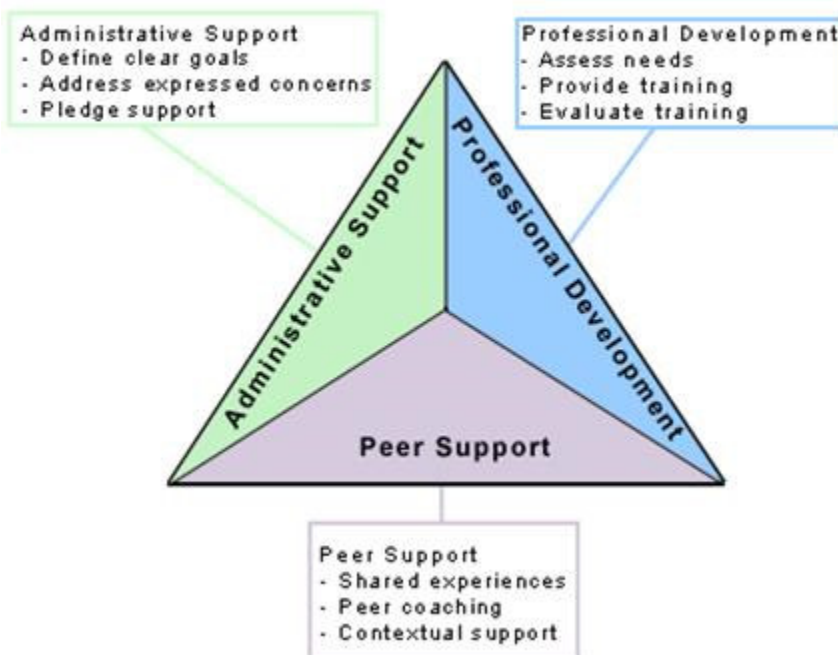 Administrative Support
- Define clear goals
- Address expressed concerns
- Pledge support
Professional Development
- Assess needs
- Provide training
- Evaluate training
Administrative Support
Professional Development
Peer Support
Peer Support
- Shared experiences
- Peer coaching
- Contextual support